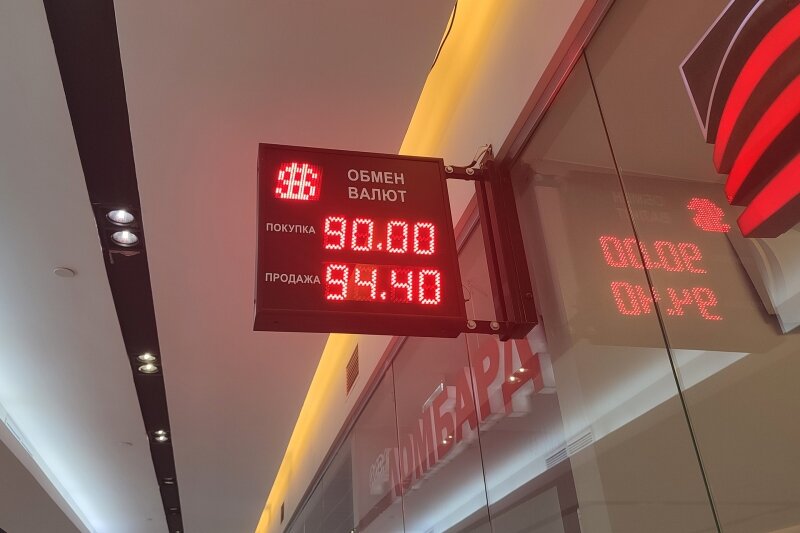 $ ОБМЕН
ВАЛЮТ
ПОКУПКА 90.00
ПРОДАЖА 94.40
ЛОМБАРД